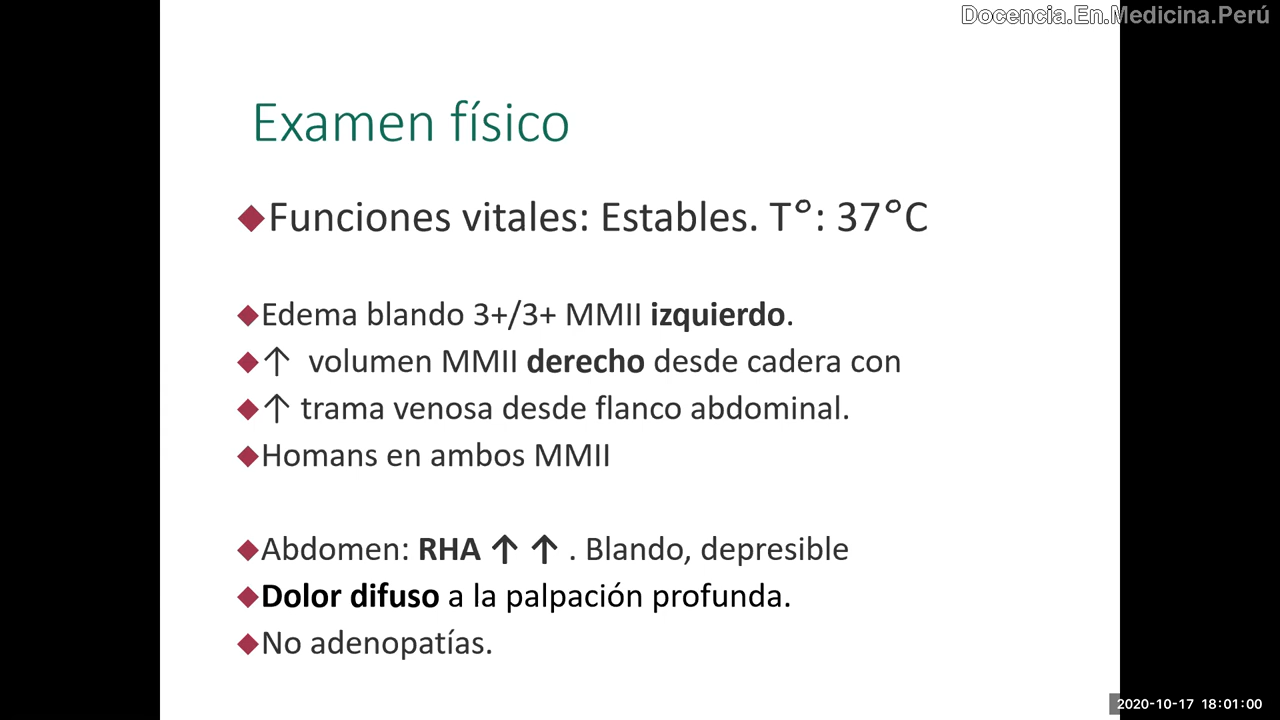 Docencia.En.Medicina.Perú
Examen físico
◆Funciones vitales: Estables. T°: 37°C
◆Edema blando 3+/3+ MMII izquierdo.
◆↑ volumen MMII derecho desde cadera con
◆↑ trama venosa desde flanco abdominal.
◆Homans en ambos MMII
◆Abdomen: RHA ↑ ↑ . Blando, depresible
◆Dolor difuso a la palpación profunda.
◆No adenopatías.
2020-10-17 18:01:00